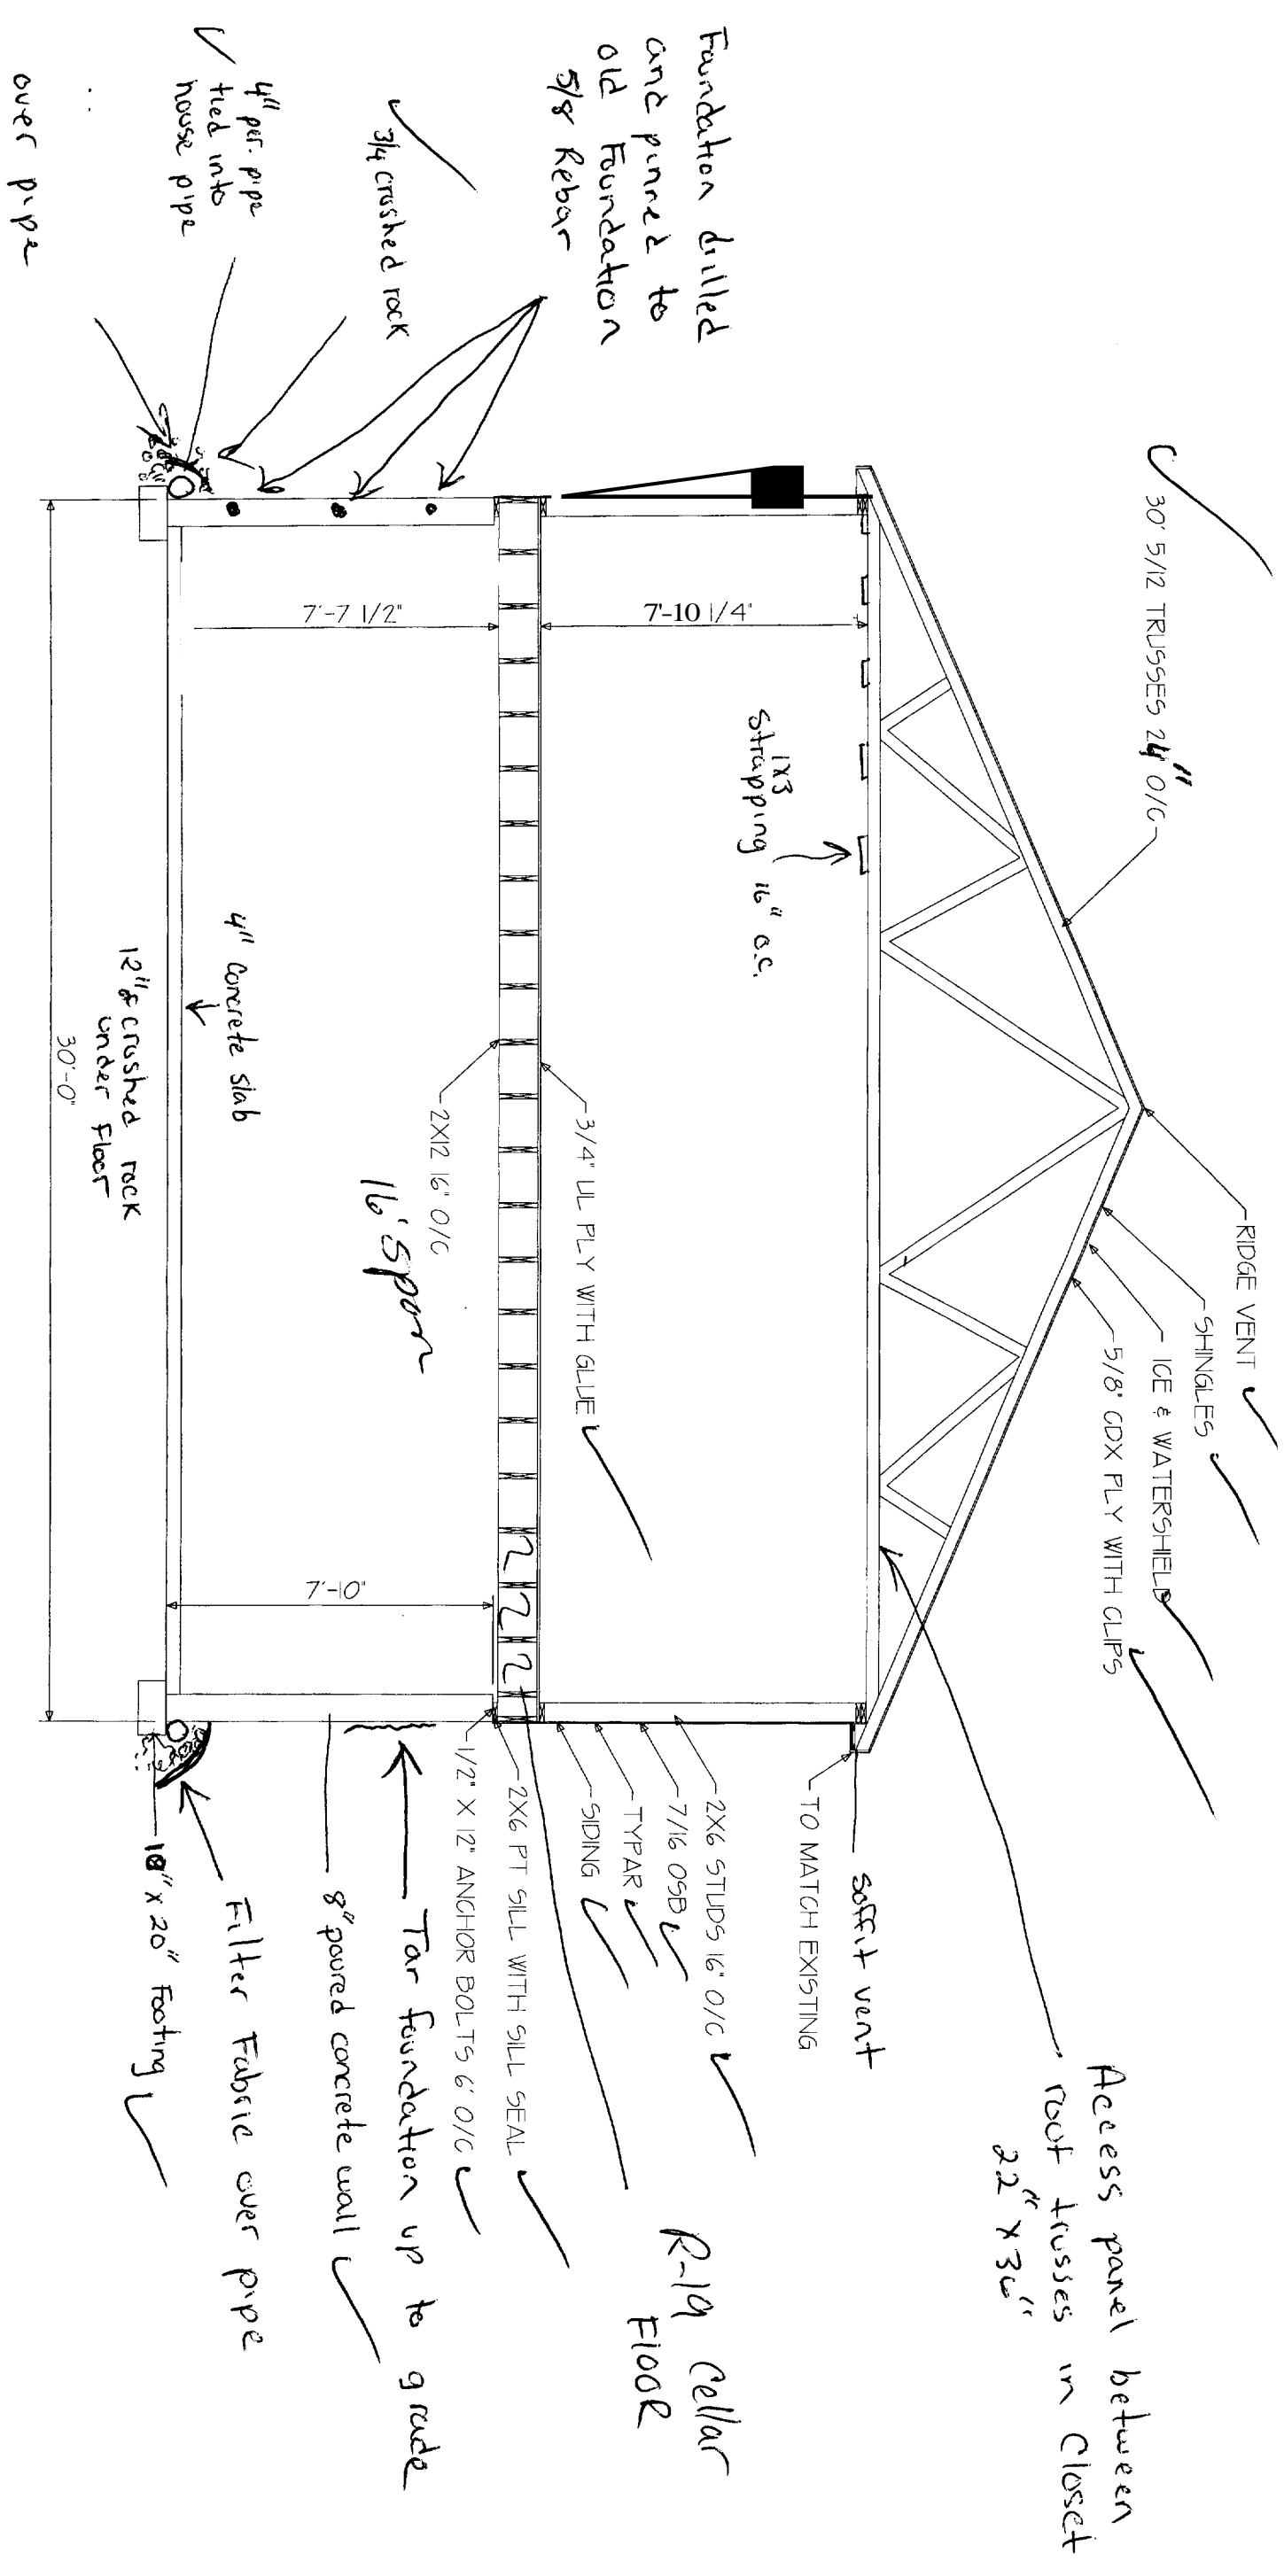 Foundation drilled
and pinned to
old Foundation
5/8 Rebar
3/4 crushed rock
4" per. pipe
tied into
house pipe
over pipe
30' 5/12 TRUSSES 24" O/C
RIDGE VENT
SHINGLES
ICE & WATERSHIELD
5/8" CDX PLY WITH CLIPS
Access panel between
roof trusses in Closet
22" x 36"
soffit vent
TO MATCH EXISTING
1x3
strapping 16" o.c.
7'-10 1/4"
7'-7 1/2"
2X6 STUDS 16" O/C
7/16 OSB
TYPAR
SIDING
3/4" UL PLY WITH GLUE
2X12 16" O/C
16' Span
R-19 Cellar
FlOOR
2X6 PT SILL WITH SILL SEAL
1/2" X 12" ANCHOR BOLTS 6' O/C
7'-10"
Tar foundation up to grade
8" poured concrete wall
Filter Fabric over pipe
10" x 20" Footing
4" Concrete slab
12" of crushed rock
under floor
30'-0"